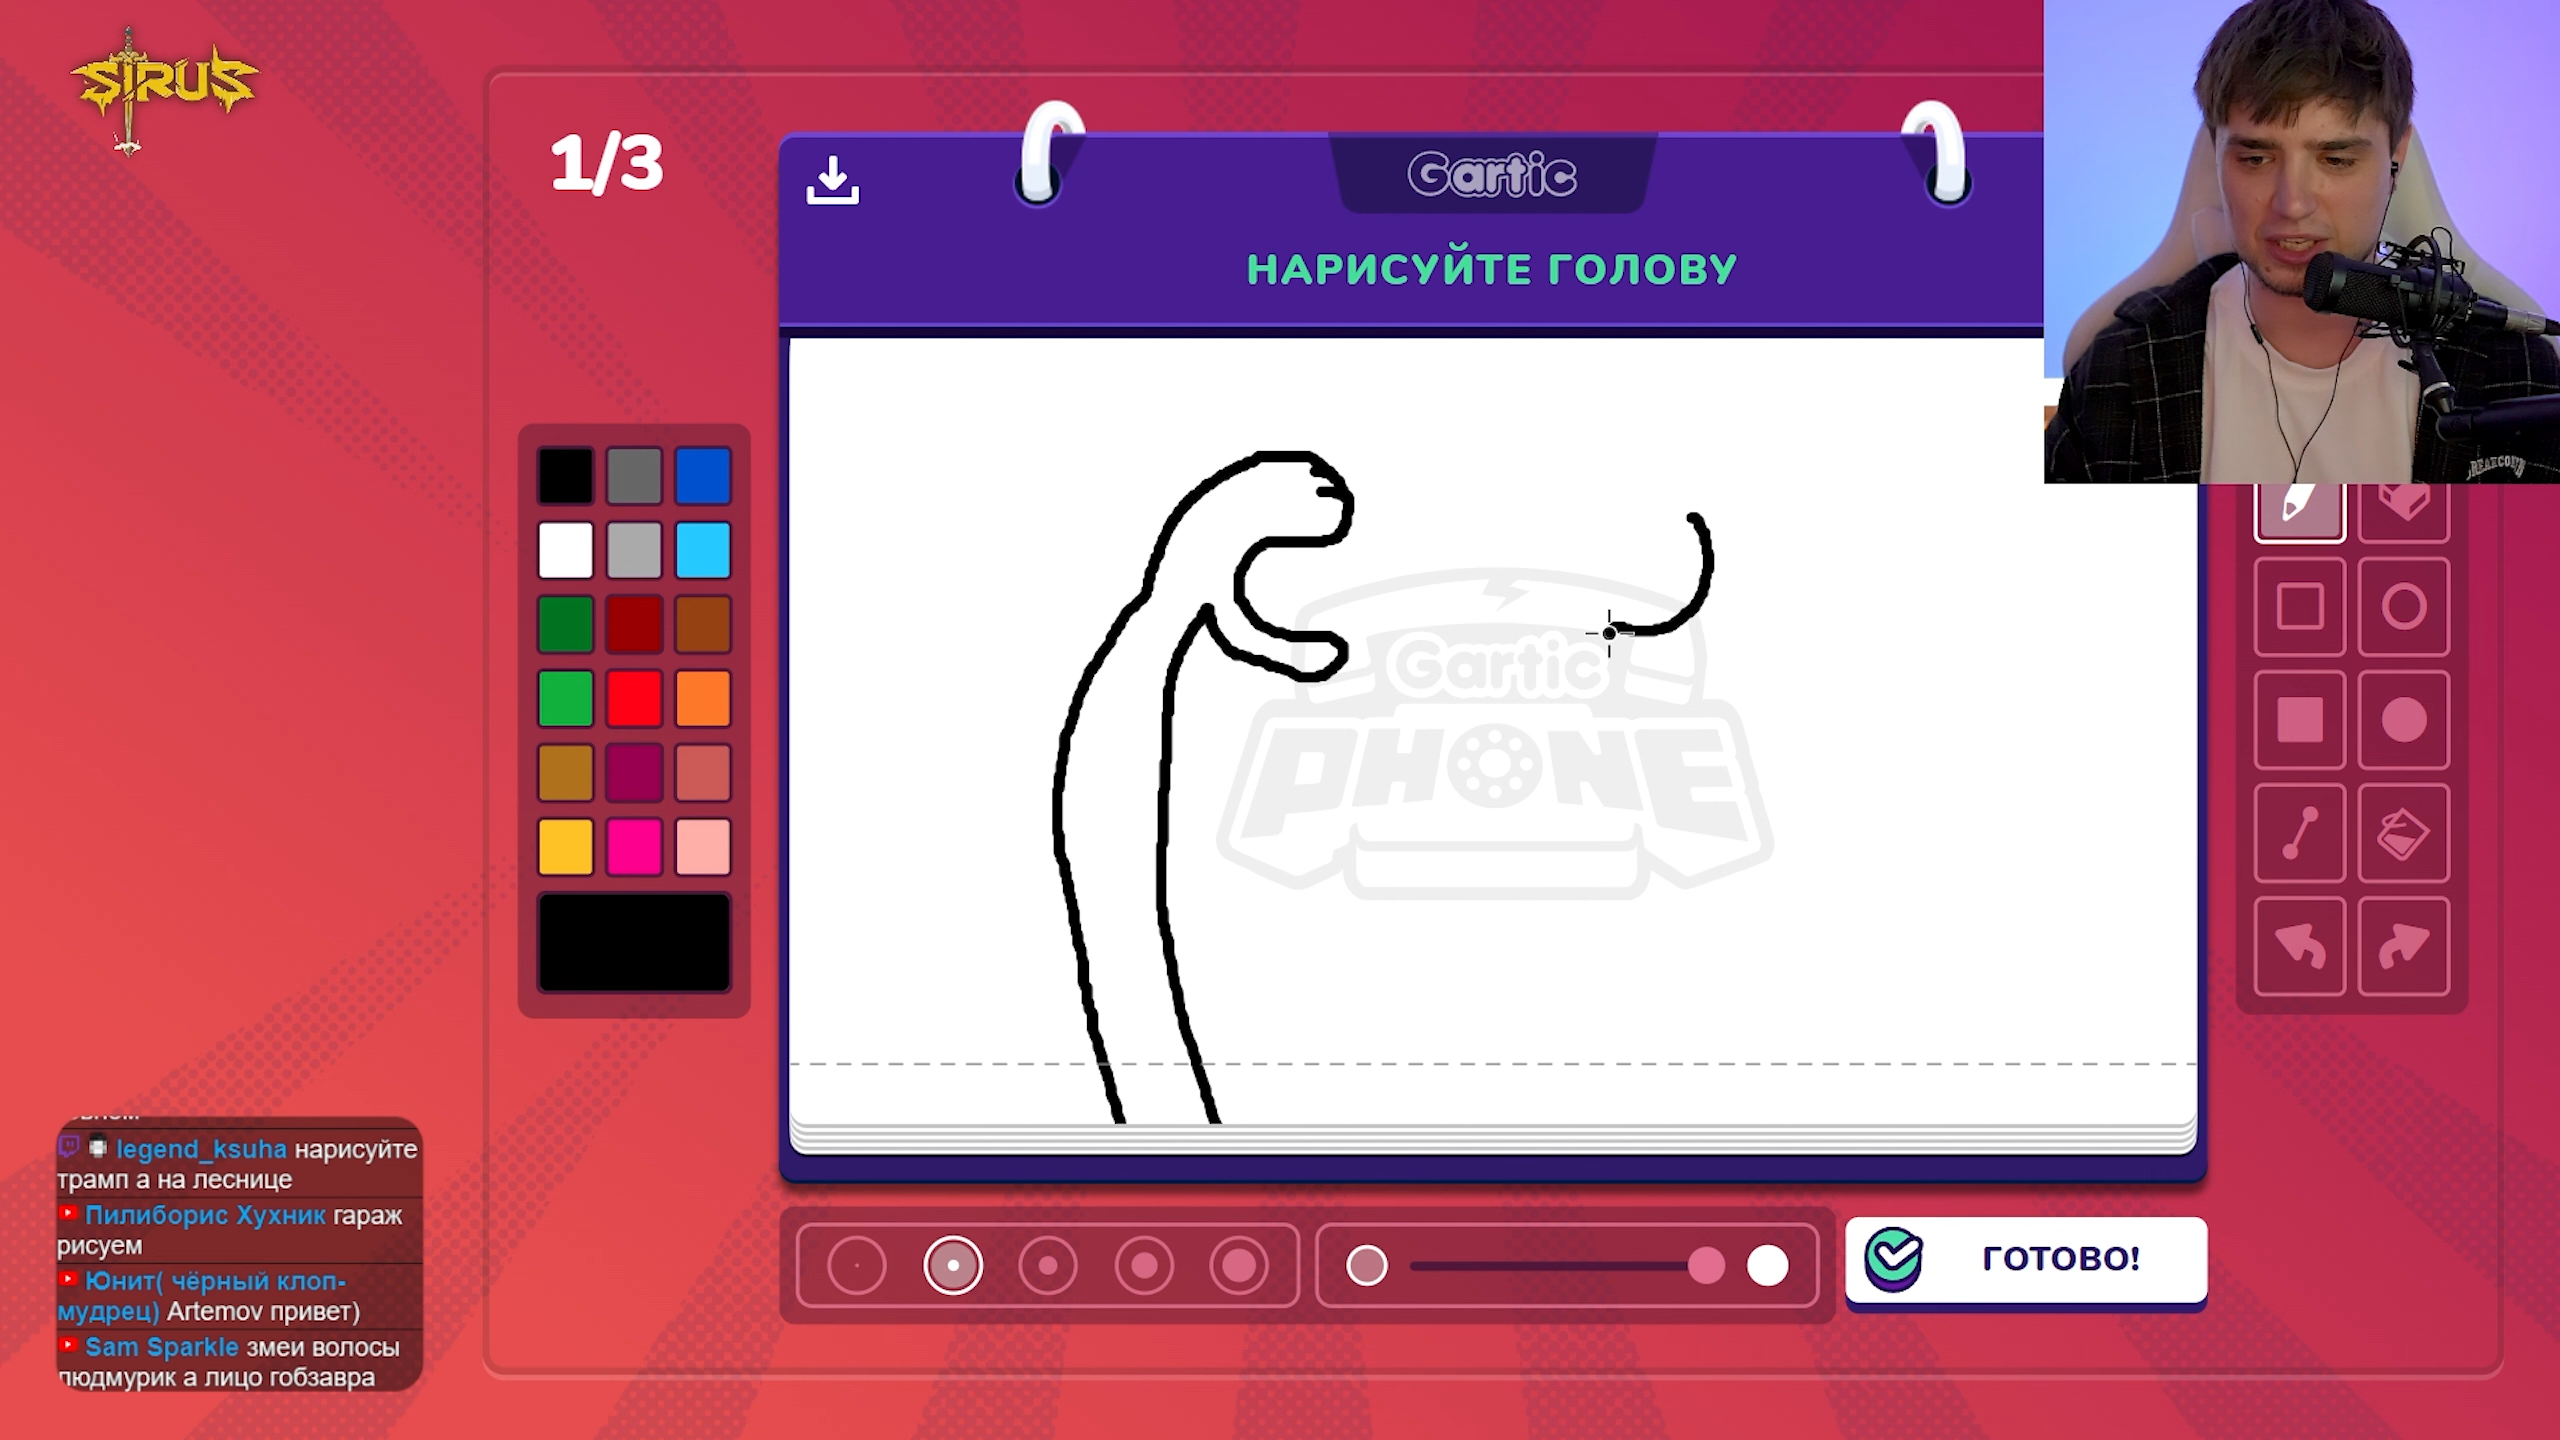 SIRUS
1/3
Gartic
НАРИСУЙТЕ ГОЛОВУ
Gartic
PHONE
legend_ksuha нарисуйте
трамп а на леснице
Пилиборис Хухник гараж
рисуем
Юнит( чёрный клоп-
мудрец) Artemov привет)
Sam Sparkle змеи волосы
людмурик а лицо гобзавра
ГОТОВО!